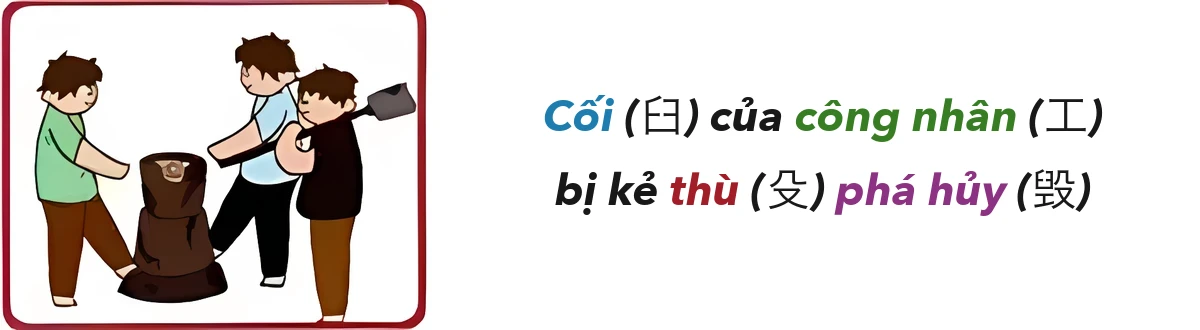 Cối (臼) của công nhân (工)
bị kẻ thù (殳) phá hủy (毀)